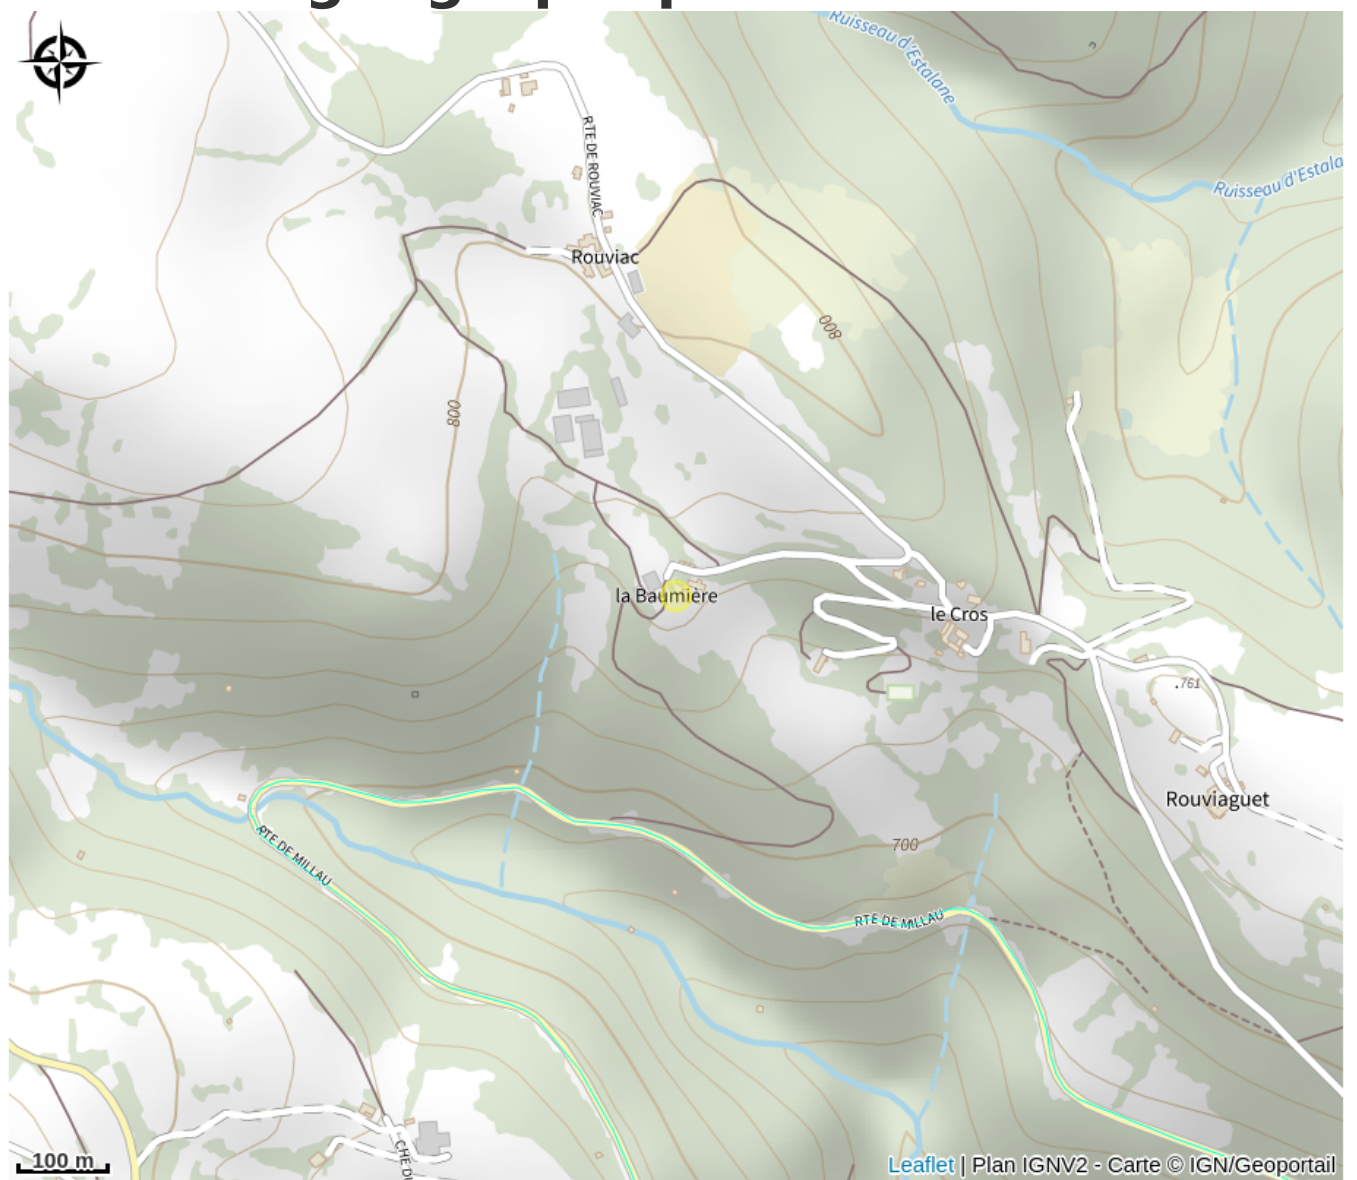 Ruisseau d'Estalane
Ruisseau d'Estala
RTE DE ROUVIAC
Rouviac
800
800
la Baumière
le Cros
761
Rouviaguet
700
RTE DE MILLAU
RTE DE MILLAU
CHE D
100 m
Leaflet | Plan IGNV2 - Carte © IGN/Geoportail